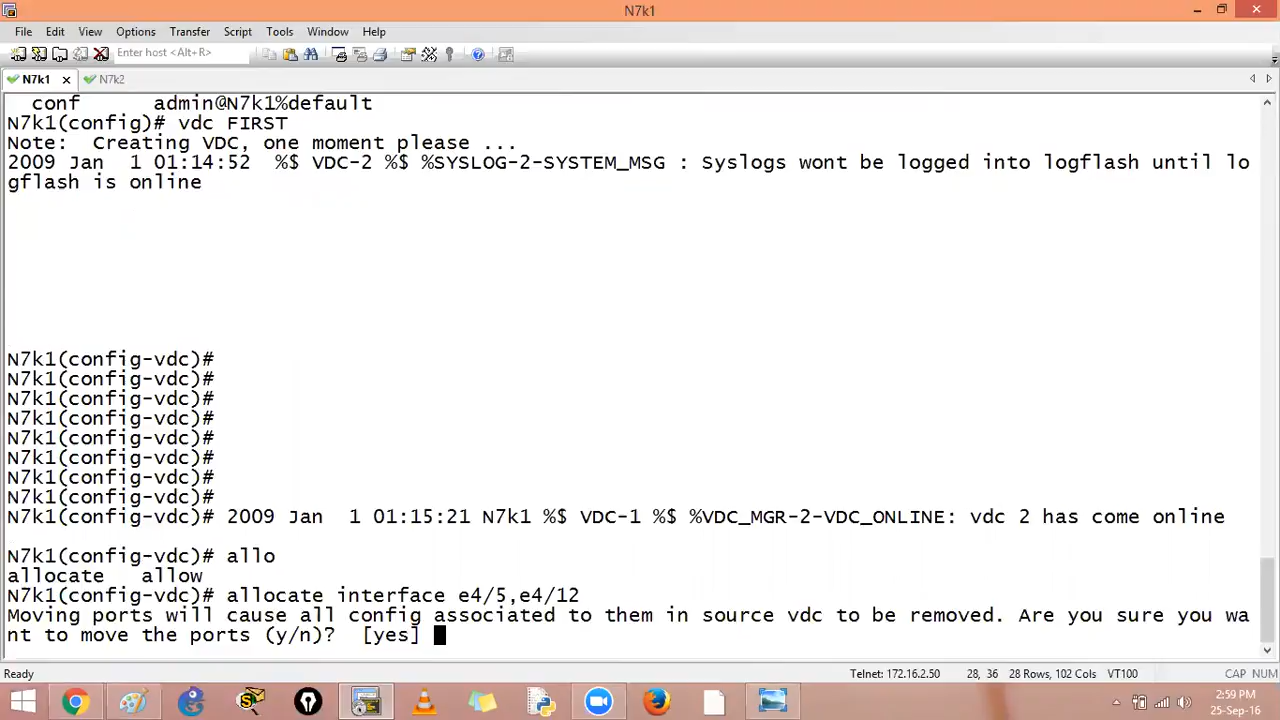 N7k1
File Edit View Options Transfer Script Tools Window Help
Enter host <Alt+R>
N7k1 N7k2
conf admin@N7k1%default
N7k1(config)# vdc FIRST
Note:  Creating VDC, one moment please ...
2009 Jan  1 01:14:52  %$ VDC-2 %$ %SYSLOG-2-SYSTEM_MSG : Syslogs wont be logged into logflash until lo
gflash is online
N7k1(config-vdc)#
N7k1(config-vdc)#
N7k1(config-vdc)#
N7k1(config-vdc)#
N7k1(config-vdc)#
N7k1(config-vdc)#
N7k1(config-vdc)#
N7k1(config-vdc)#
N7k1(config-vdc)# 2009 Jan  1 01:15:21 N7k1 %$ VDC-1 %$ %VDC_MGR-2-VDC_ONLINE: vdc 2 has come online
N7k1(config-vdc)# allo
allocate   allow
N7k1(config-vdc)# allocate interface e4/5,e4/12
Moving ports will cause all config associated to them in source vdc to be removed. Are you sure you wa
nt to move the ports (y/n)?  [yes]
Ready Telnet: 172.16.2.50 28, 36 28 Rows, 102 Cols VT100 CAP NUM
2:59 PM
25-Sep-16